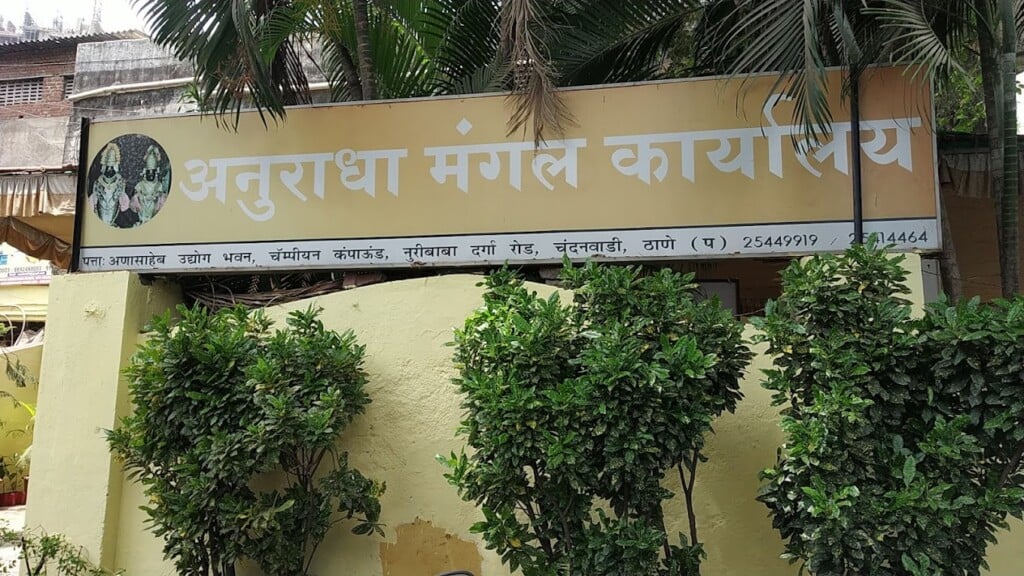 अनुराधा मंगल कार्यालय
पत्ताः अणासाहेब उद्योग भवन, चॅम्पीयन कंपाऊंड, नुरीबाबा दर्गा रोड, चंदनवाडी, ठाणे (प) 25449919 /